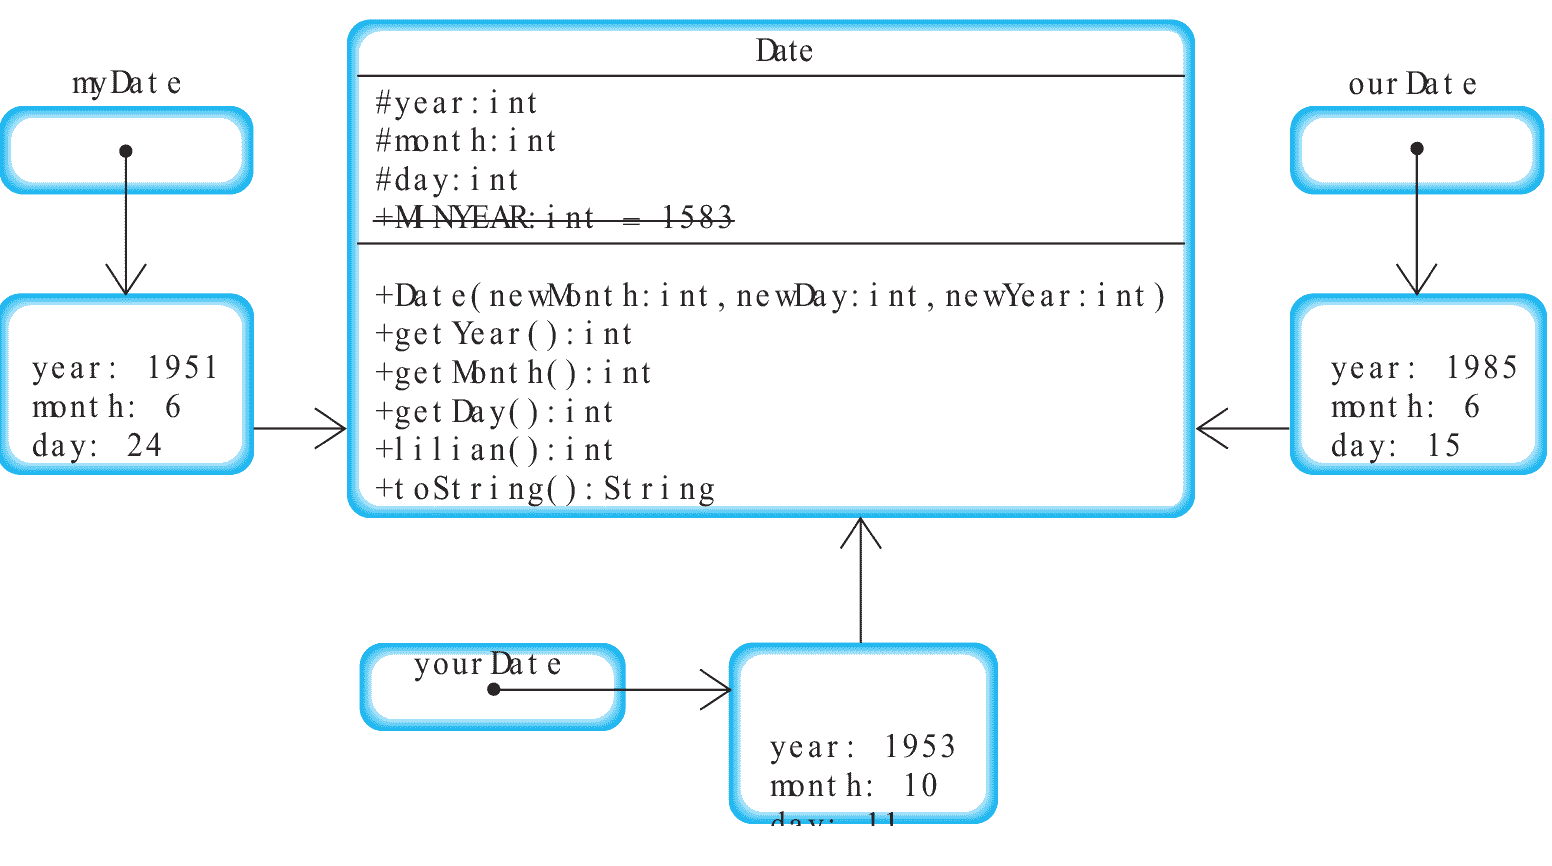 Date
#year:int
#month:int
#day:int
+MINYEAR:int = 1583
+Date(newMonth:int,newDay:int,newYear:int)
+getYear():int
+getMonth():int
+getDay():int
+lilian():int
+toString():String
myDate
year: 1951
month: 6
day: 24
ourDate
year: 1985
month: 6
day: 15
yourDate
year: 1953
month: 10
day: 11